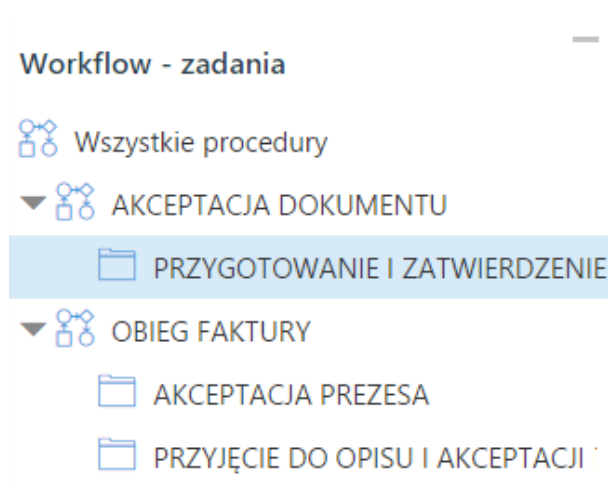 Workflow - zadania
Wszystkie procedury
AKCEPTACJA DOKUMENTU
PRZYGOTOWANIE I ZATWIERDZENIE
OBIEG FAKTURY
AKCEPTACJA PREZESA
PRZYJĘCIE DO OPISU I AKCEPTACJI